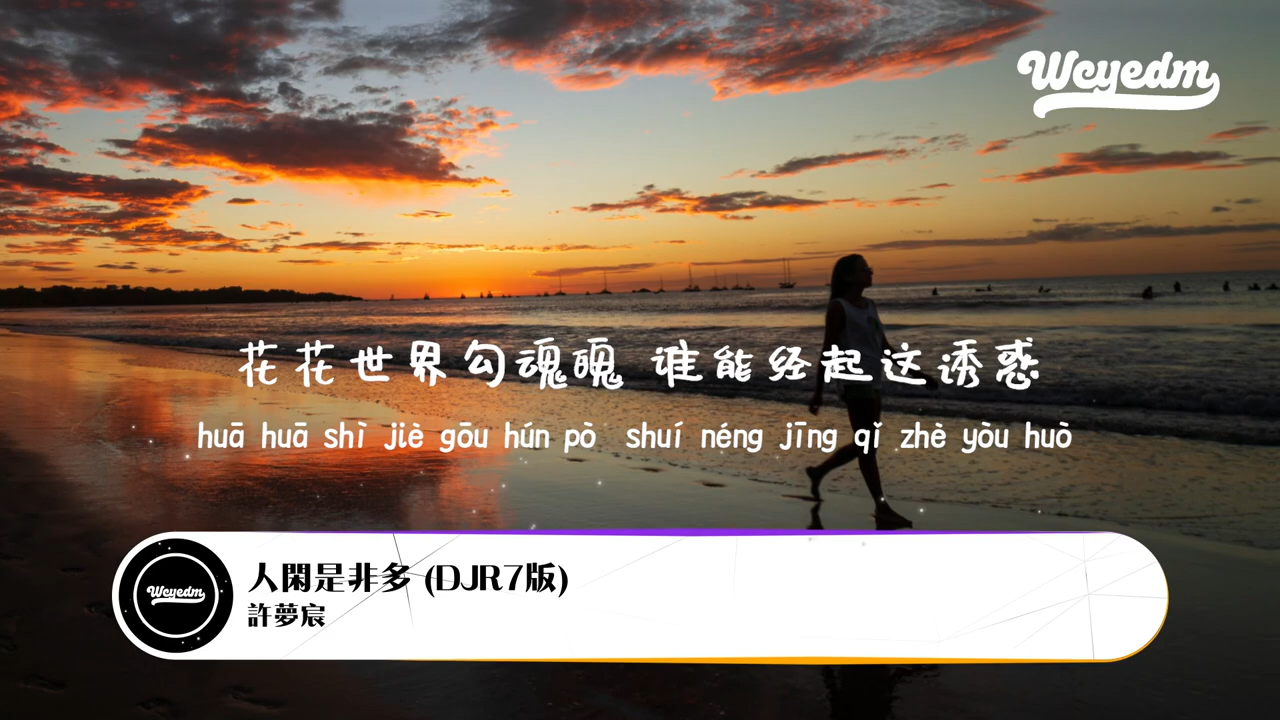 Wcyedm
花花世界勾魂魄 谁能经起这诱惑
huā huā shì jiè gōu hún pò shuí néng jīng qǐ zhè yòu huò
Wcyedm
人閑是非多 (DJR7版)
許夢宸